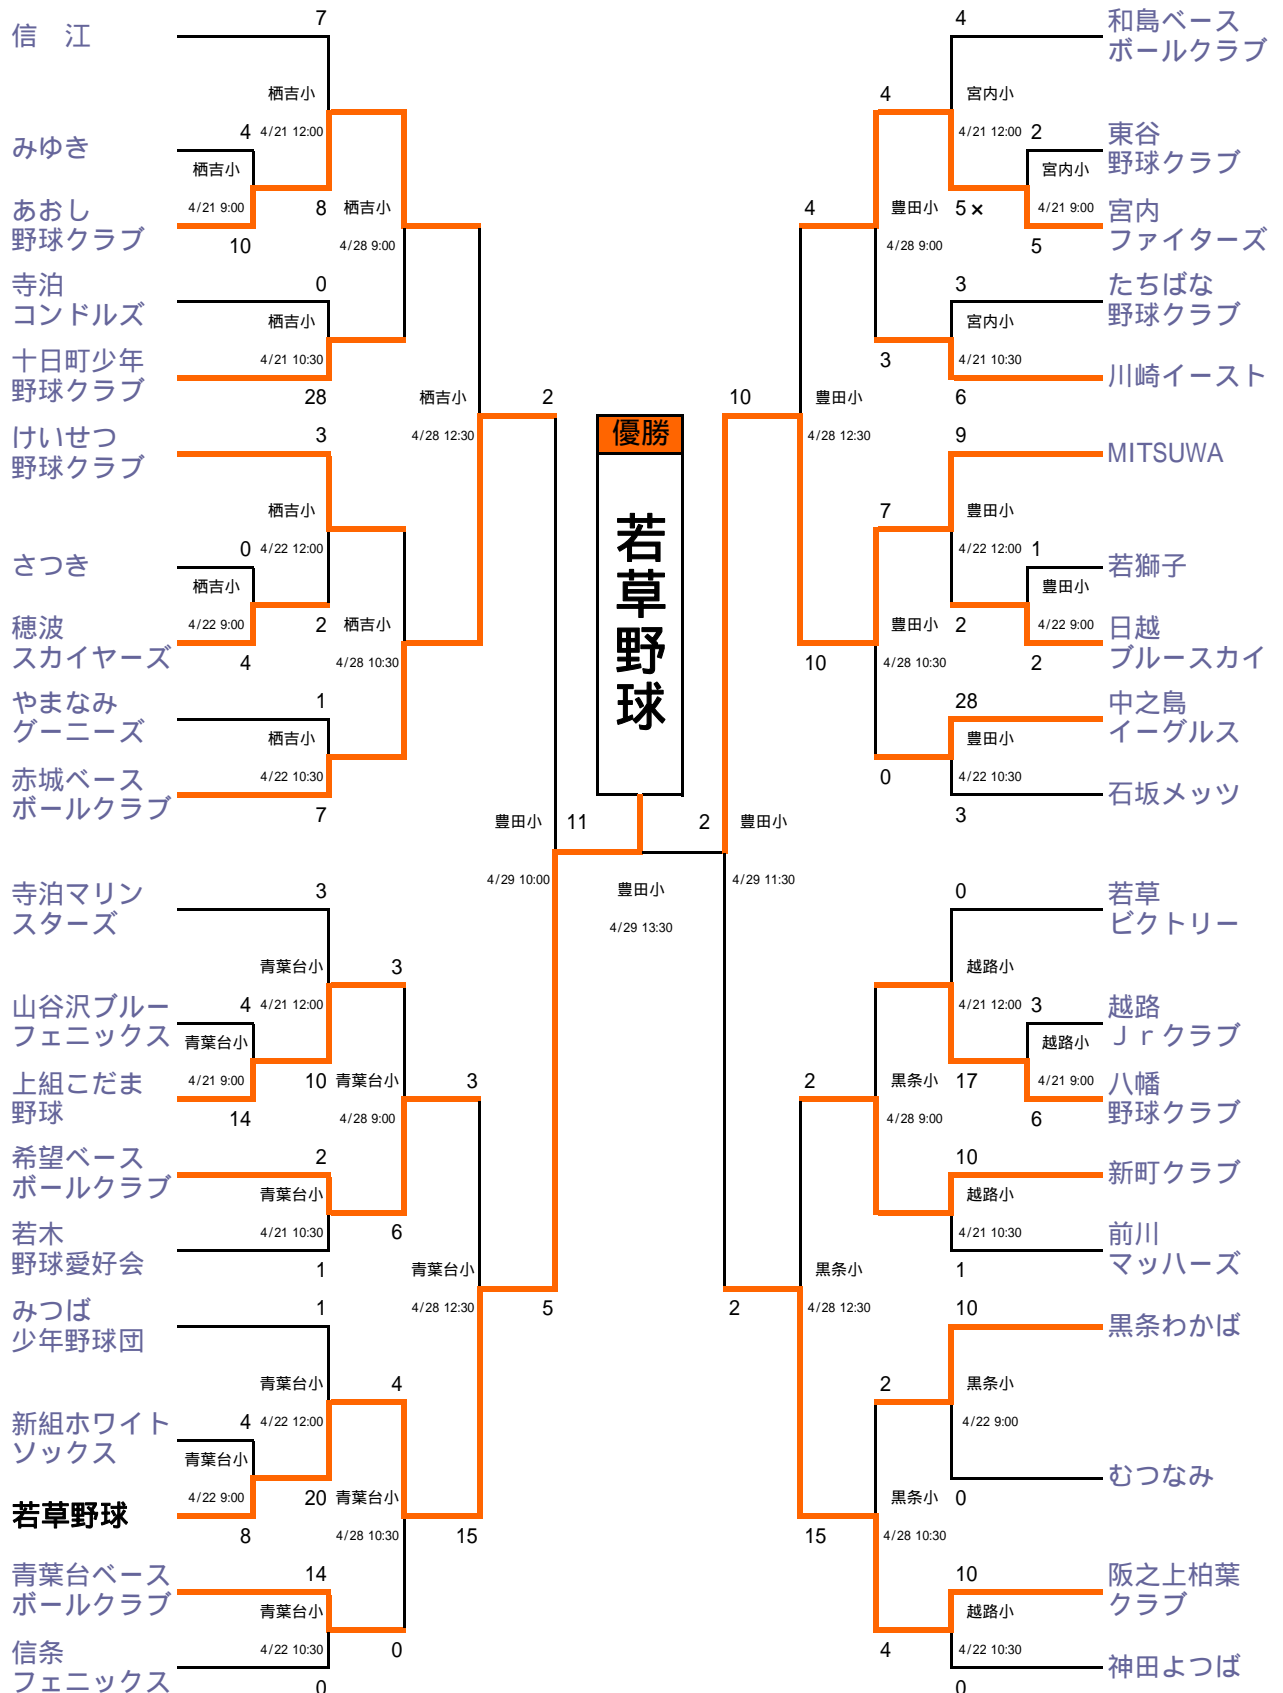 信　江
7
栖吉小
4/21 12:00
みゆき
4
栖吉小
4/21 9:00
あおし
野球クラブ
10
8
栖吉小
4/28 9:00
寺泊
コンドルズ
0
栖吉小
4/21 10:30
十日町少年
野球クラブ
28
栖吉小
4/28 12:30
2
けいせつ
野球クラブ
3
栖吉小
4/22 12:00
さつき
0
栖吉小
4/22 9:00
穂波
スカイヤーズ
4
2
栖吉小
4/28 10:30
やまなみ
グーニーズ
1
栖吉小
4/22 10:30
赤城ベース
ボールクラブ
7
豊田小
4/29 10:00
11
寺泊マリン
スターズ
3
青葉台小
4/21 12:00
3
山谷沢ブルー
フェニックス
4
青葉台小
4/21 9:00
上組こだま
野球
14
10
青葉台小
4/28 9:00
3
希望ベース
ボールクラブ
2
青葉台小
4/21 10:30
若木
野球愛好会
1
6
青葉台小
4/28 12:30
5
みつば
少年野球団
1
青葉台小
4/22 12:00
4
新組ホワイト
ソックス
4
青葉台小
4/22 9:00
若草野球
8
20
青葉台小
4/28 10:30
15
青葉台ベース
ボールクラブ
14
青葉台小
4/22 10:30
信条
フェニックス
0
0
優勝
若草野球
豊田小
4/29 13:30
4
和島ベース
ボールクラブ
4
宮内小
4/21 12:00
2
東谷
野球クラブ
宮内小
4/21 9:00
宮内
ファイターズ
5
5×
豊田小
4/28 9:00
4
3
たちばな
野球クラブ
宮内小
4/21 10:30
川崎イースト
6
3
豊田小
4/28 12:30
10
9
MITSUWA
7
豊田小
4/22 12:00
1
若獅子
豊田小
4/22 9:00
日越
ブルースカイ
2
2
豊田小
4/28 10:30
10
28
中之島
イーグルス
豊田小
4/22 10:30
石坂メッツ
3
0
2
豊田小
4/29 11:30
0
若草
ビクトリー
越路小
4/21 12:00
3
越路
Ｊｒクラブ
越路小
4/21 9:00
八幡
野球クラブ
6
17
黒条小
4/28 9:00
2
10
新町クラブ
越路小
4/21 10:30
前川
マッハーズ
1
黒条小
4/28 12:30
2
10
黒条わかば
2
黒条小
4/22 9:00
むつなみ
0
黒条小
4/28 10:30
15
10
阪之上柏葉
クラブ
越路小
4/22 10:30
神田よつば
0
4